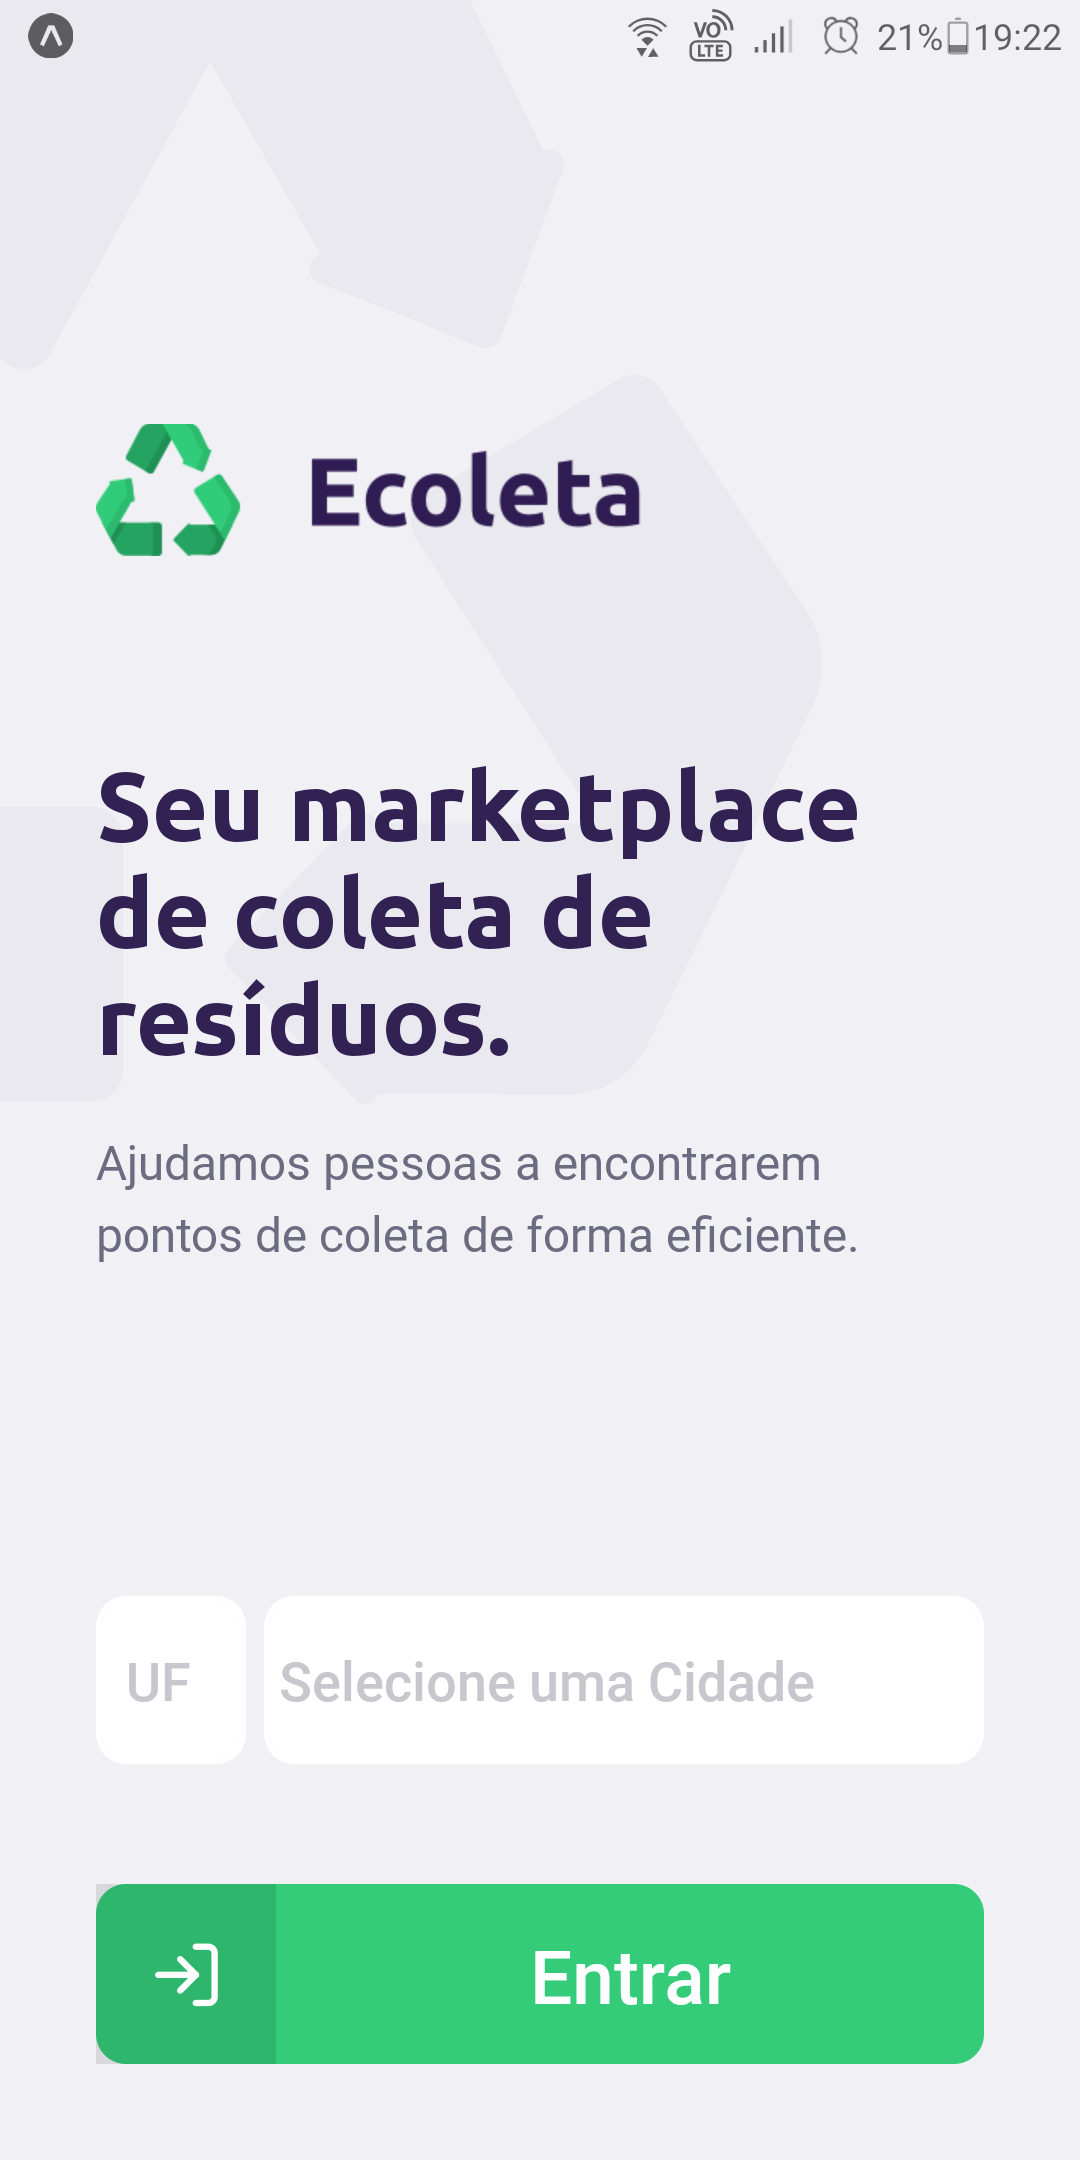 VO LTE 21% 19:22
Ecoleta
Seu marketplace
de coleta de
resíduos.
Ajudamos pessoas a encontrarem
pontos de coleta de forma eficiente.
UF Selecione uma Cidade
Entrar